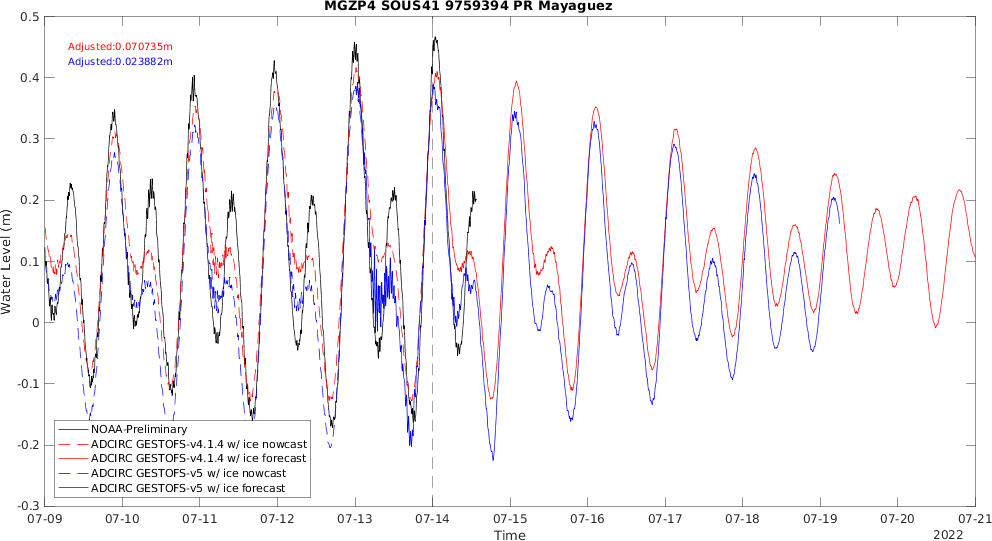 MGZP4 SOUS41 9759394 PR Mayaguez
Adjusted:0.070735m
Adjusted:0.023882m
0.5
0.4
0.3
0.2
0.1
0
-0.1
-0.2
-0.3
Water Level (m)
NOAA-Preliminary
ADCIRC GESTOFS-v4.1.4 w/ ice nowcast
ADCIRC GESTOFS-v4.1.4 w/ ice forecast
ADCIRC GESTOFS-v5 w/ ice nowcast
ADCIRC GESTOFS-v5 w/ ice forecast
07-09 07-10 07-11 07-12 07-13 07-14 07-15 07-16 07-17 07-18 07-19 07-20 07-21
Time
2022